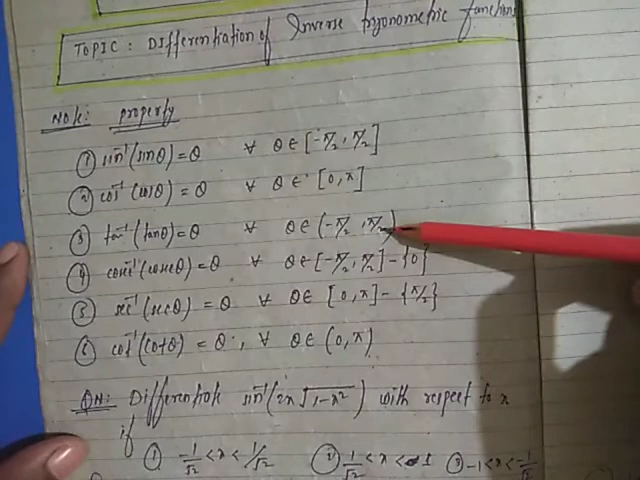 TOPIC: Differentiation of Inverse trigonometric functions
Note: property
① sin⁻¹(sinθ) = θ ∀ θ ∈ [-π/2, π/2]
② cos⁻¹(cosθ) = θ ∀ θ ∈ [0, π]
③ tan⁻¹(tanθ) = θ ∀ θ ∈ (-π/2, π/2)
④ cosec⁻¹(cosecθ) = θ ∀ θ ∈ [-π/2, π/2] - {0}
⑤ sec⁻¹(secθ) = θ ∀ θ ∈ [0, π] - {π/2}
⑥ cot⁻¹(cotθ) = θ, ∀ θ ∈ (0, π)
QN: Differentiate sin⁻¹(2x√1-x²) with respect to x
if
① -1/√2 < x < 1/√2 ② 1/√2 < x < 1 ③ -1 < x < -1/√2